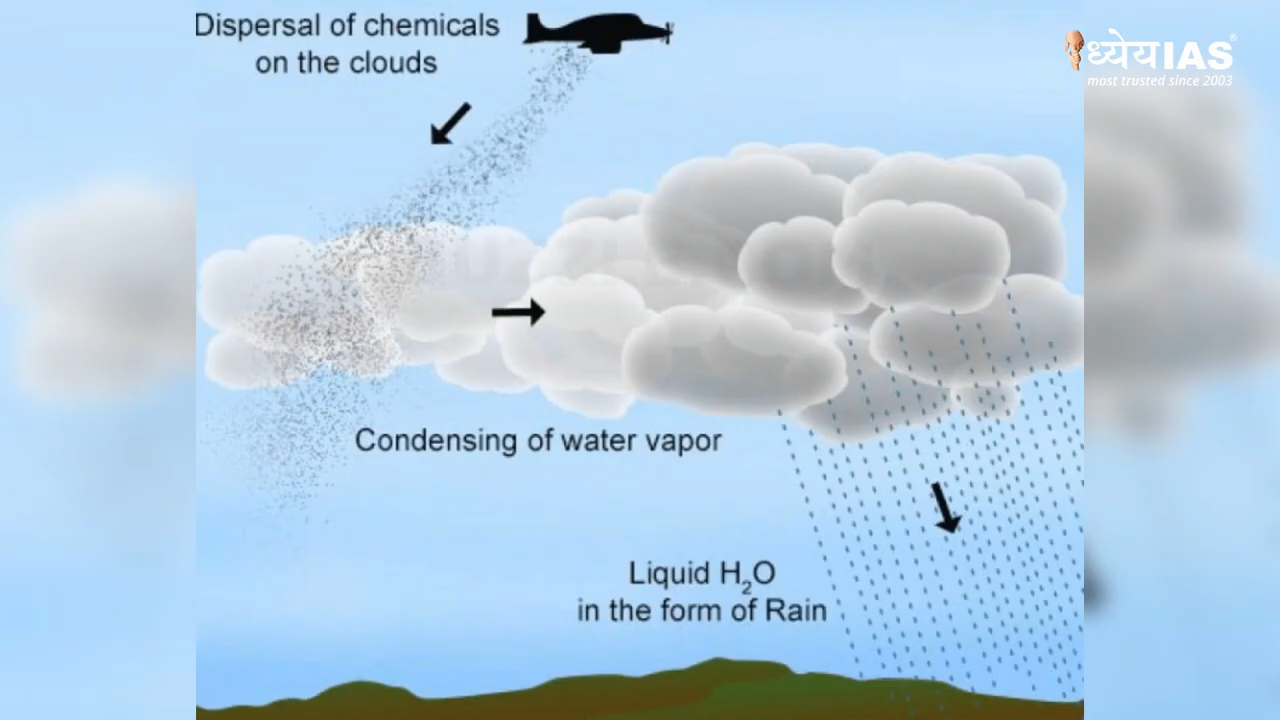 Dispersal of chemicals
on the clouds
ध्येय IAS®
most trusted since 2003
Condensing of water vapor
Liquid H₂O
in the form of Rain